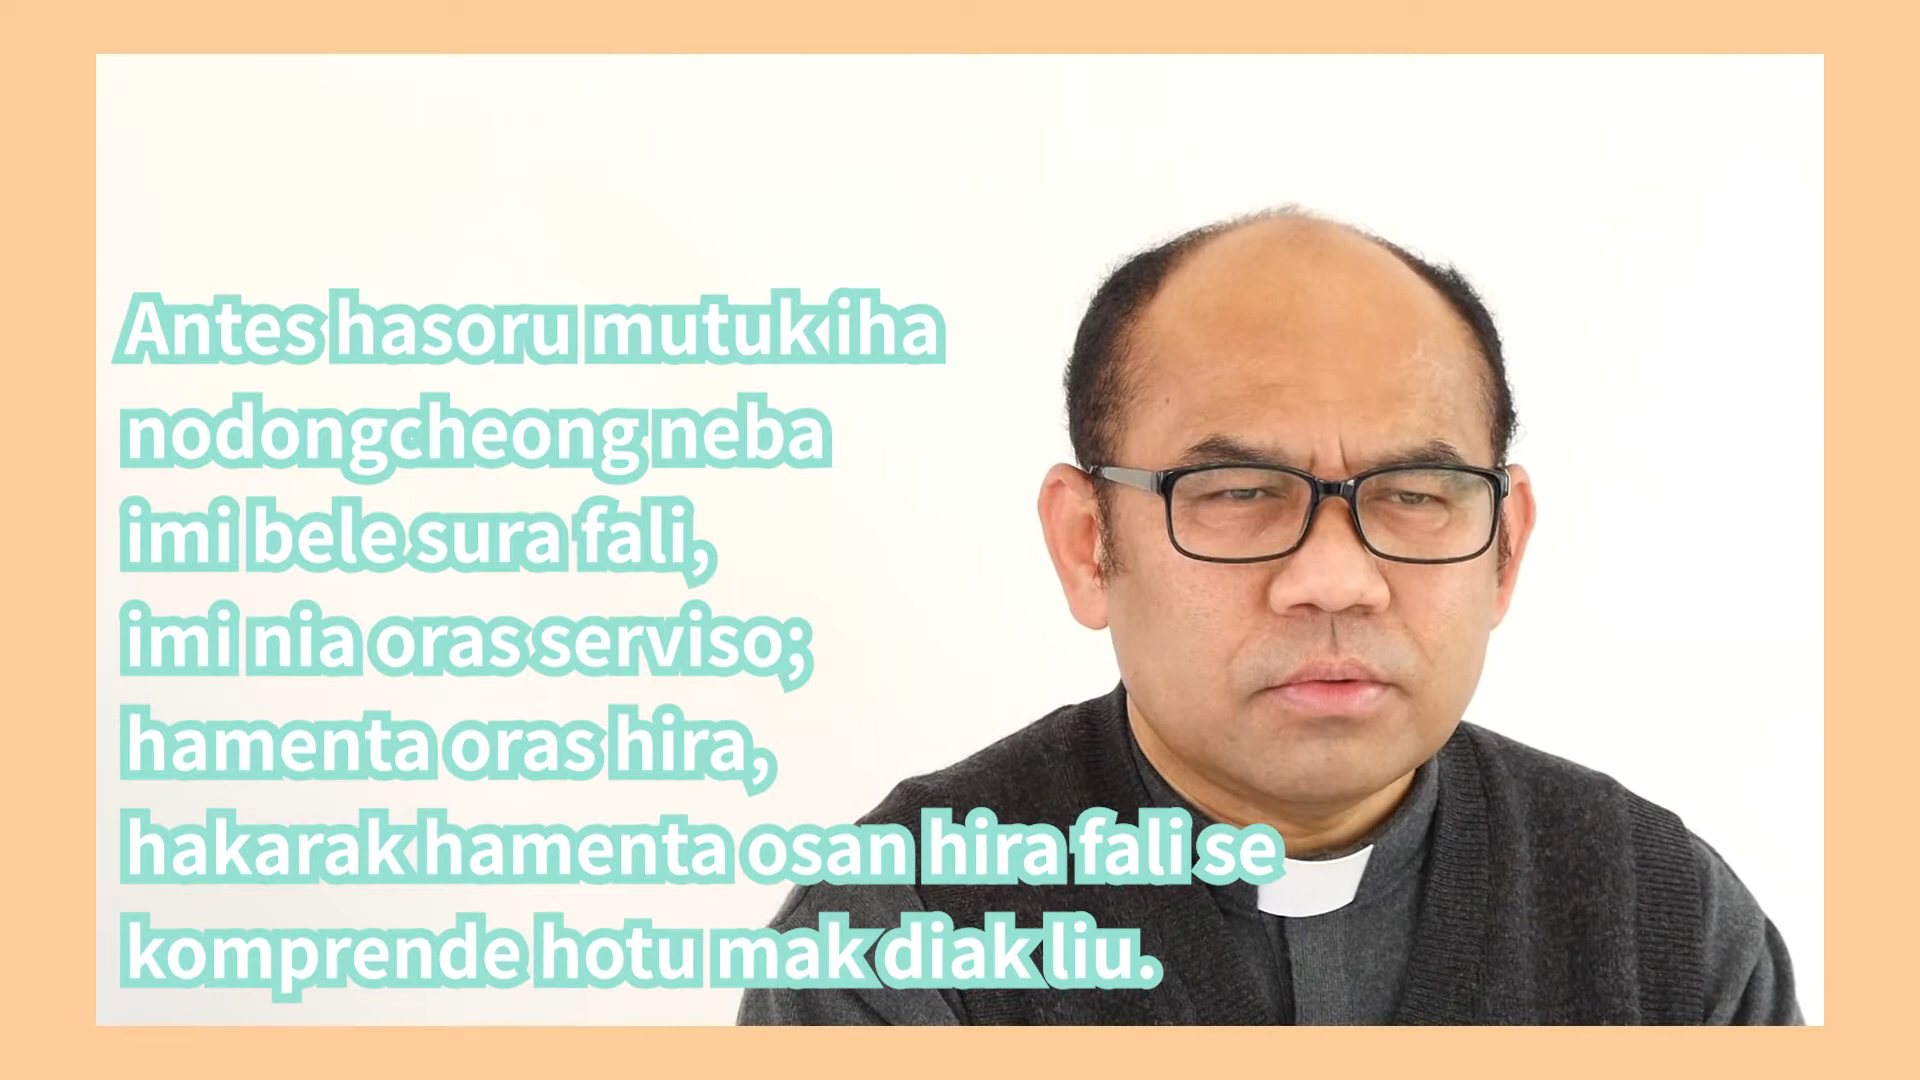 Antes hasoru mutuk iha
nodongcheong neba
imi bele sura fali,
imi nia oras serviso;
hamenta oras hira,
hakarak hamenta osan hira fali se
komprende hotu mak diak liu.